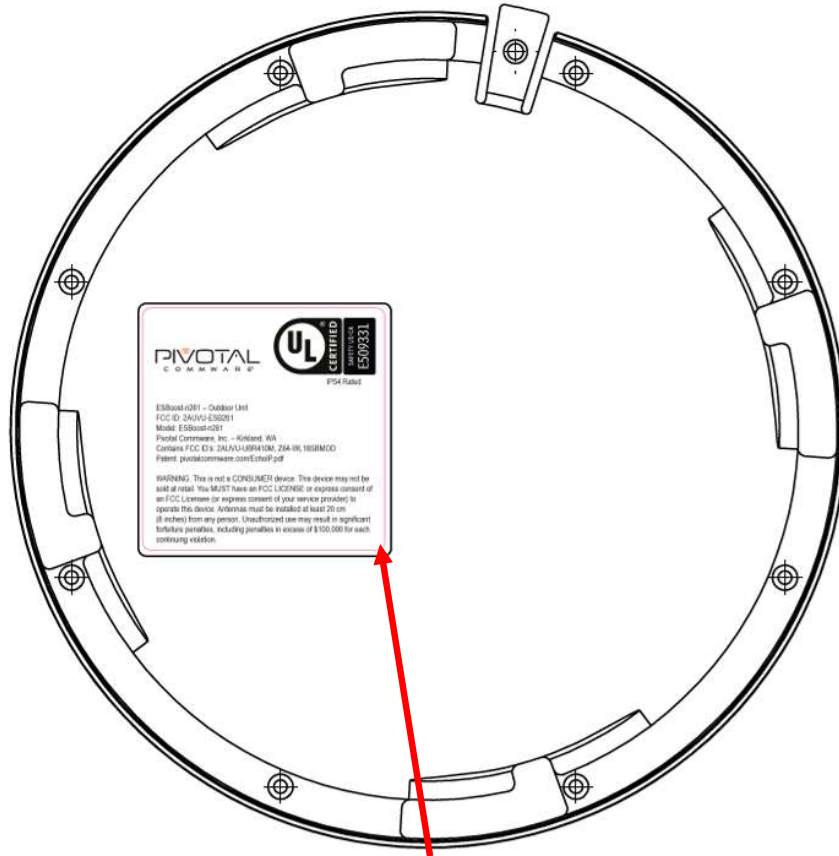 PIVOTAL
COMMWARE®
UL
®
CERTIFIED
SAFETY US-CA
E509331
IP54 Rated
ESBoost-n261 – Outdoor Unit
FCC ID: 2AUVU-ESB261
Model: ESBoost-n261
Pivotal Commware, Inc. – Kirkland, WA
Contains FCC ID's: 2AUVU-UBR410M, Z64-WL18SBMOD
Patent: pivotalcommware.com/EchoIP.pdf
WARNING. This is not a CONSUMER device. This device may not be
sold at retail. You MUST have an FCC LICENSE or express consent of
an FCC Licensee (or express consent of your service provider) to
operate this device. Antennas must be installed at least 20 cm
(8 inches) from any person. Unauthorized use may result in significant
forfeiture penalties, including penalties in excess of $100,000 for each
continuing violation.